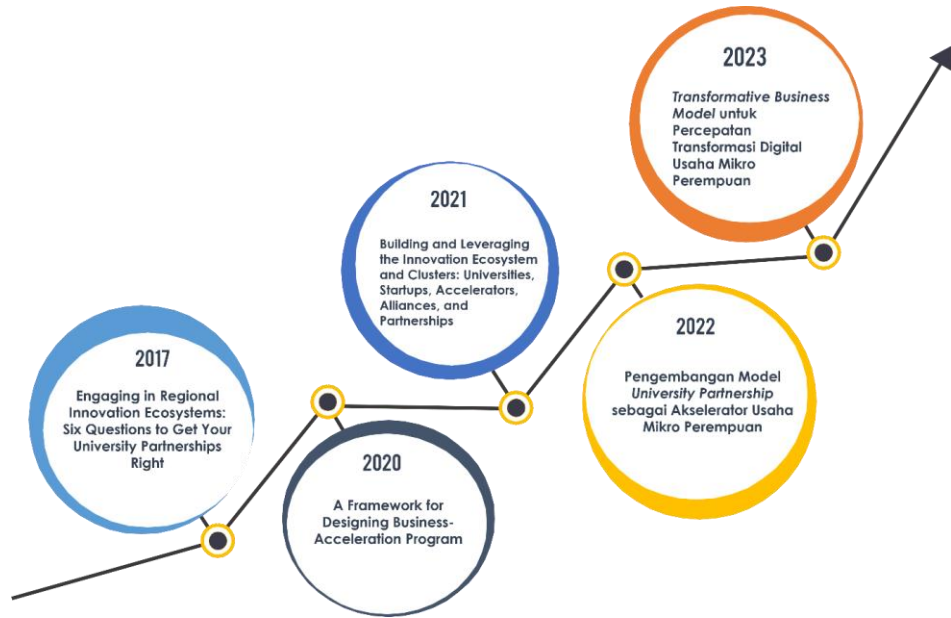 2017
Engaging in Regional
Innovation Ecosystems:
Six Questions to Get Your
University Partnerships
Right
2020
A Framework for
Designing Business-
Acceleration Program
2021
Building and Leveraging
the Innovation Ecosystem
and Clusters: Universities,
Startups, Accelerators,
Alliances, and
Partnerships
2022
Pengembangan Model
University Partnership
sebagai Akselerator Usaha
Mikro Perempuan
2023
Transformative Business
Model untuk
Percepatan
Transformasi Digital
Usaha Mikro
Perempuan